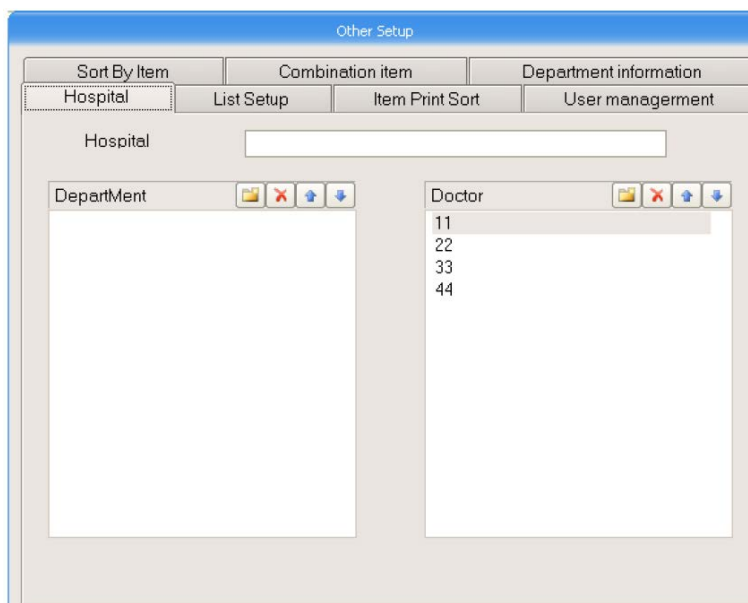 Other Setup
Sort By Item Combination item Department information
Hospital List Setup Item Print Sort User managerment
Hospital
DepartMent Doctor
11
22
33
44